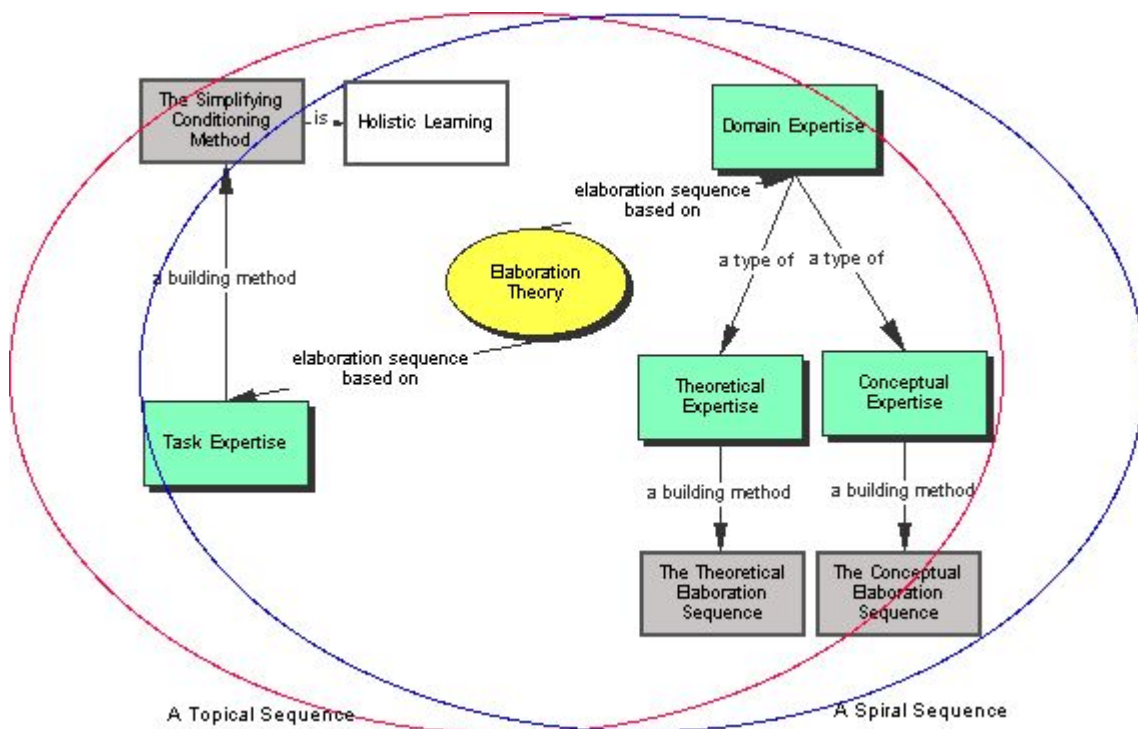 The Simplifying
Conditioning
Method
is
Holistic Learning
Domain Expertise
elaboration sequence
based on
Elaboration
Theory
a type of
a type of
a building method
elaboration sequence
based on
Task Expertise
Theoretical
Expertise
Conceptual
Expertise
a building method
a building method
The Theoretical
Elaboration
Sequence
The Conceptual
Elaboration
Sequence
A Topical Sequence
A Spiral Sequence